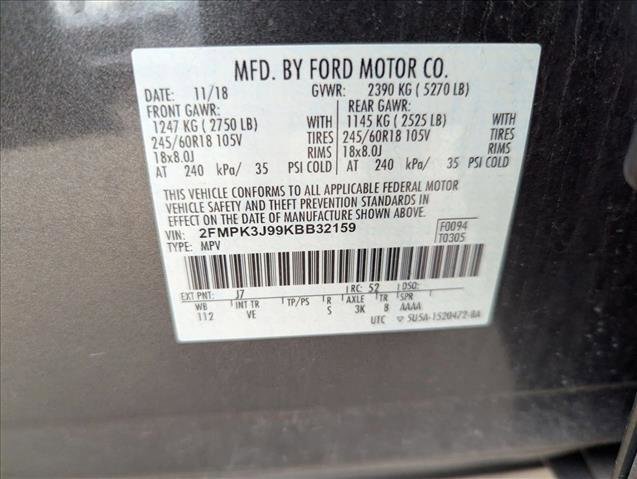 MFD. BY FORD MOTOR CO.
DATE: 11/18 GVWR: 2390 KG ( 5270 LB)
FRONT GAWR: REAR GAWR:
1247 KG ( 2750 LB) WITH 1145 KG ( 2525 LB) WITH
245/60R18 105V TIRES 245/60R18 105V TIRES
18x8.0J RIMS 18x8.0J RIMS
AT 240 kPa/ 35 PSI COLD AT 240 kPa/ 35 PSI COLD
THIS VEHICLE CONFORMS TO ALL APPLICABLE FEDERAL MOTOR
VEHICLE SAFETY AND THEFT PREVENTION STANDARDS IN
EFFECT ON THE DATE OF MANUFACTURE SHOWN ABOVE.
VIN: 2FMPK3J99KBB32159 F0094
TYPE: MPV T0305
EXT PNT: J7 RC: 52 DSO:
WB INT TR TP/PS R AXLE TR SPR
112 VE S 3K 8 AAAA
UTC ▽ 5U5A-1520472-BA